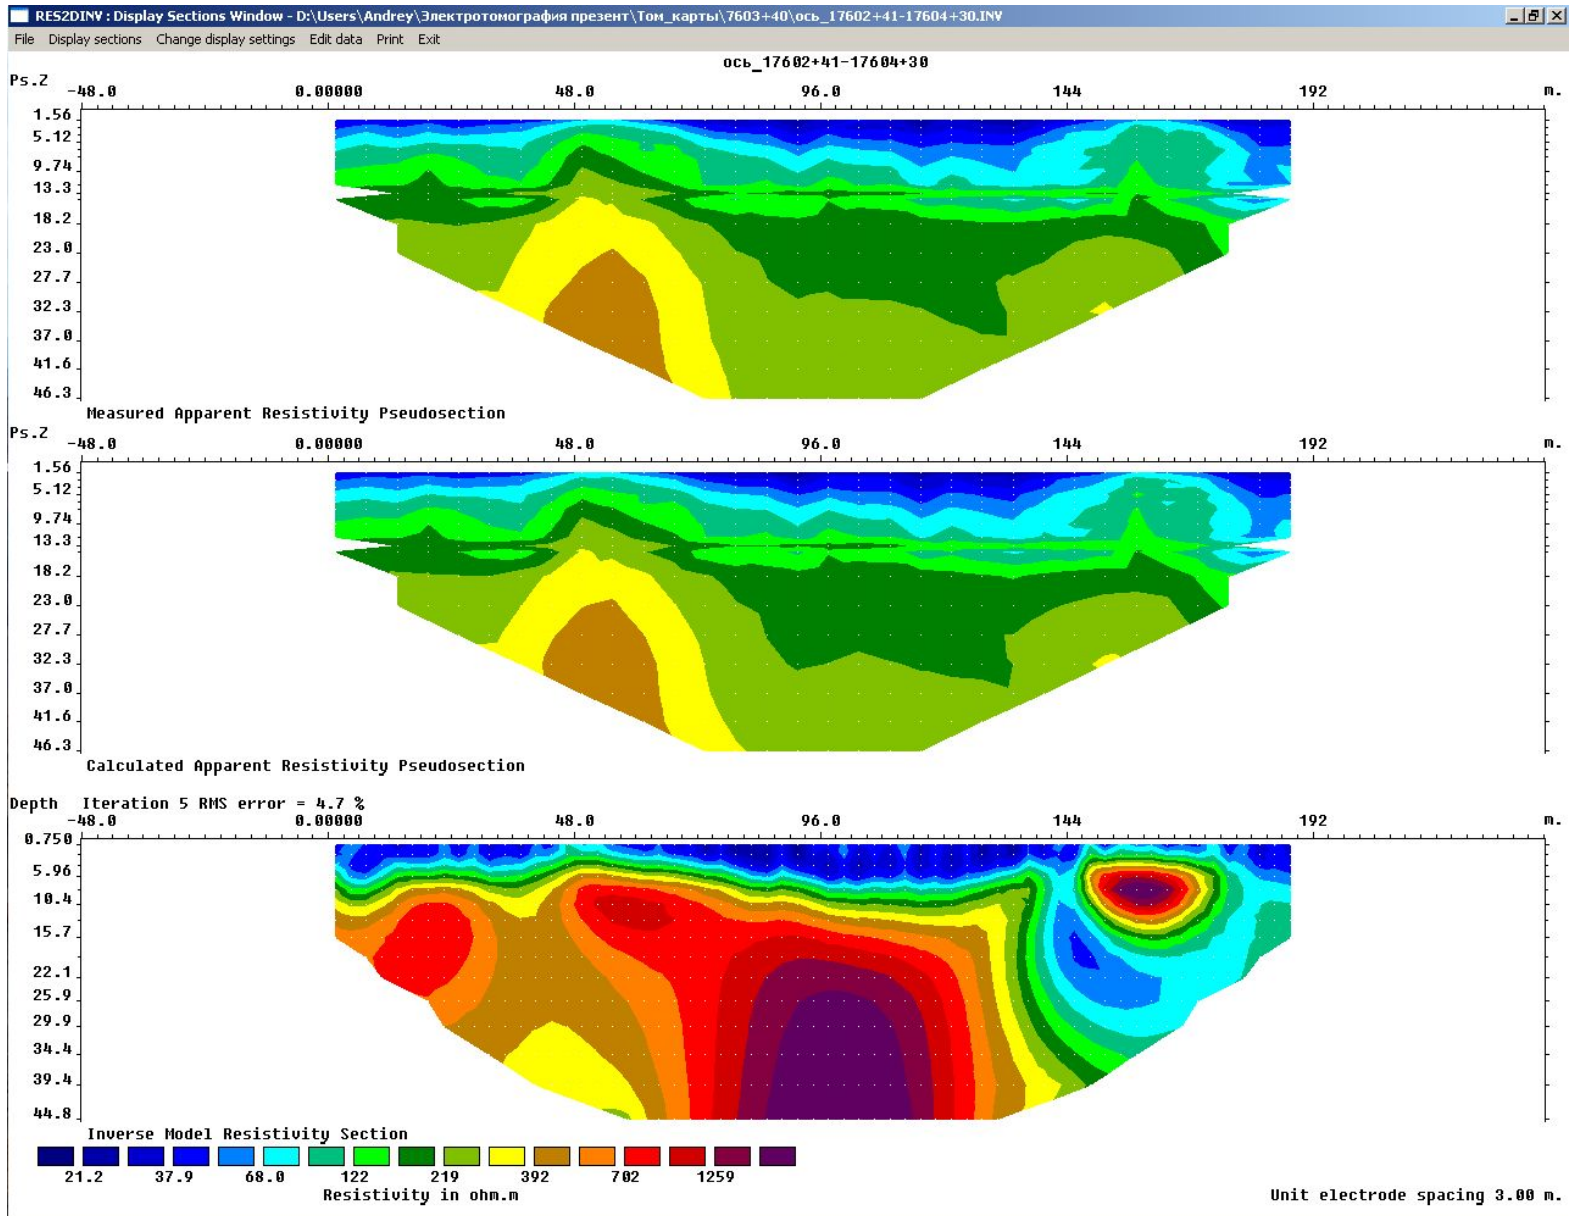 RES2DINV : Display Sections Window - D:\Users\Andrey\Электротомография презент\Том_карты\7603+40\ось_17602+41-17604+30.INV
File Display sections Change display settings Edit data Print Exit
ось_17602+41-17604+30
Ps.Z -48.0 0.00000 48.0 96.0 144 192 m.
1.56
5.12
9.74
13.3
18.2
23.0
27.7
32.3
37.0
41.6
46.3
Measured Apparent Resistivity Pseudosection
Ps.Z -48.0 0.00000 48.0 96.0 144 192 m.
1.56
5.12
9.74
13.3
18.2
23.0
27.7
32.3
37.0
41.6
46.3
Calculated Apparent Resistivity Pseudosection
Depth Iteration 5 RMS error = 4.7 %
-48.0 0.00000 48.0 96.0 144 192 m.
0.750
5.96
10.4
15.7
22.1
25.9
29.9
34.4
39.4
44.8
Inverse Model Resistivity Section
21.2 37.9 68.0 122 219 392 702 1259
Resistivity in ohm.m
Unit electrode spacing 3.00 m.